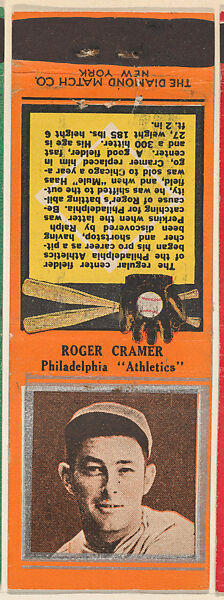 THE DIAMOND MATCH CO.
NEW YORK
The regular center fielder
of the Philadelphia Athletics
began his pro career as a pit-
cher and shortstop, having
been discovered by Ralph
Perkins when the latter was
catching for Philadelphia. Be-
cause of Roger's batting abil-
ity, he was shifted to the out-
field, and when "Mule" Haas
was sold to Chicago a year a-
go, Cramer replaced him in
center. A good fielder, fast
and a 300 hitter. His age is
27, weight 185 lbs. height 6
ft. 2 in.
ROGER CRAMER
Philadelphia "Athletics"